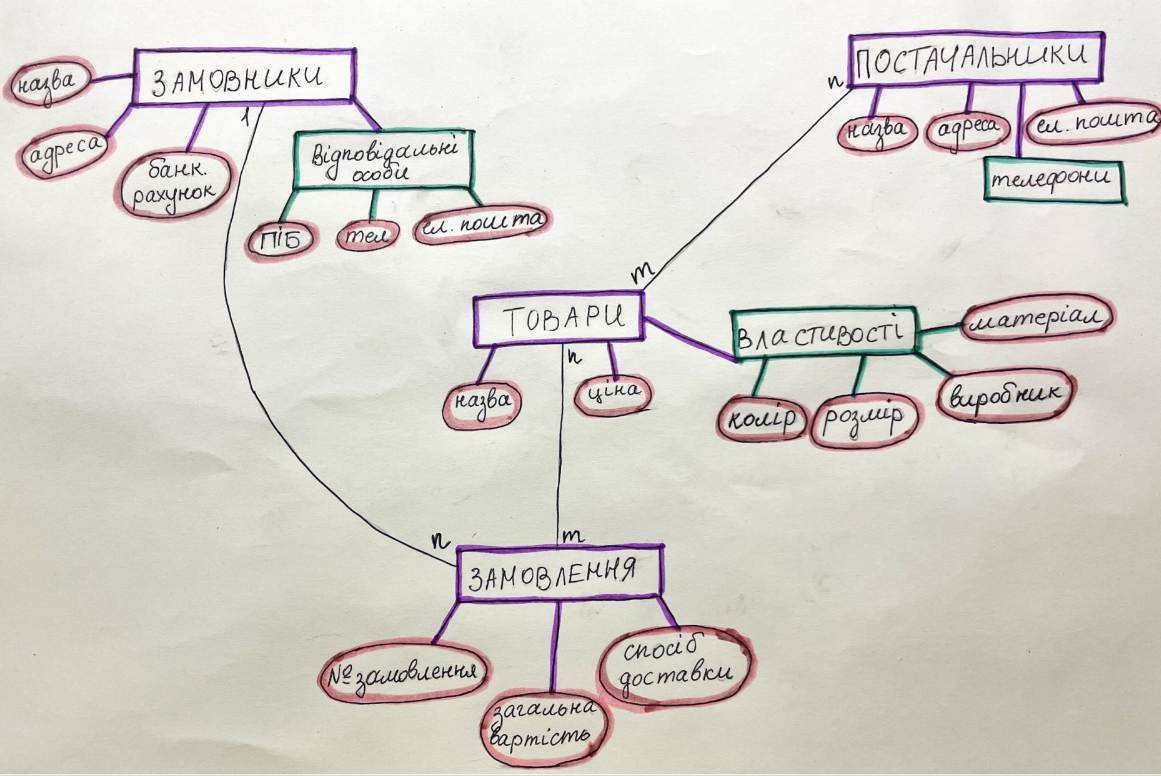 ЗАМОВНИКИ
назва
адреса
банк.
рахунок
1
Відповідальні
особи
ПІБ
тел
ел. пошта
ПОСТАЧАЛЬНИКИ
n
назва
адреса
ел. пошта
телефони
m
ТОВАРИ
n
назва
ціна
ВЛАСТИВОСТІ
матеріал
виробник
колір
розмір
n
m
ЗАМОВЛЕННЯ
№ замовлення
загальна
вартість
спосіб
доставки